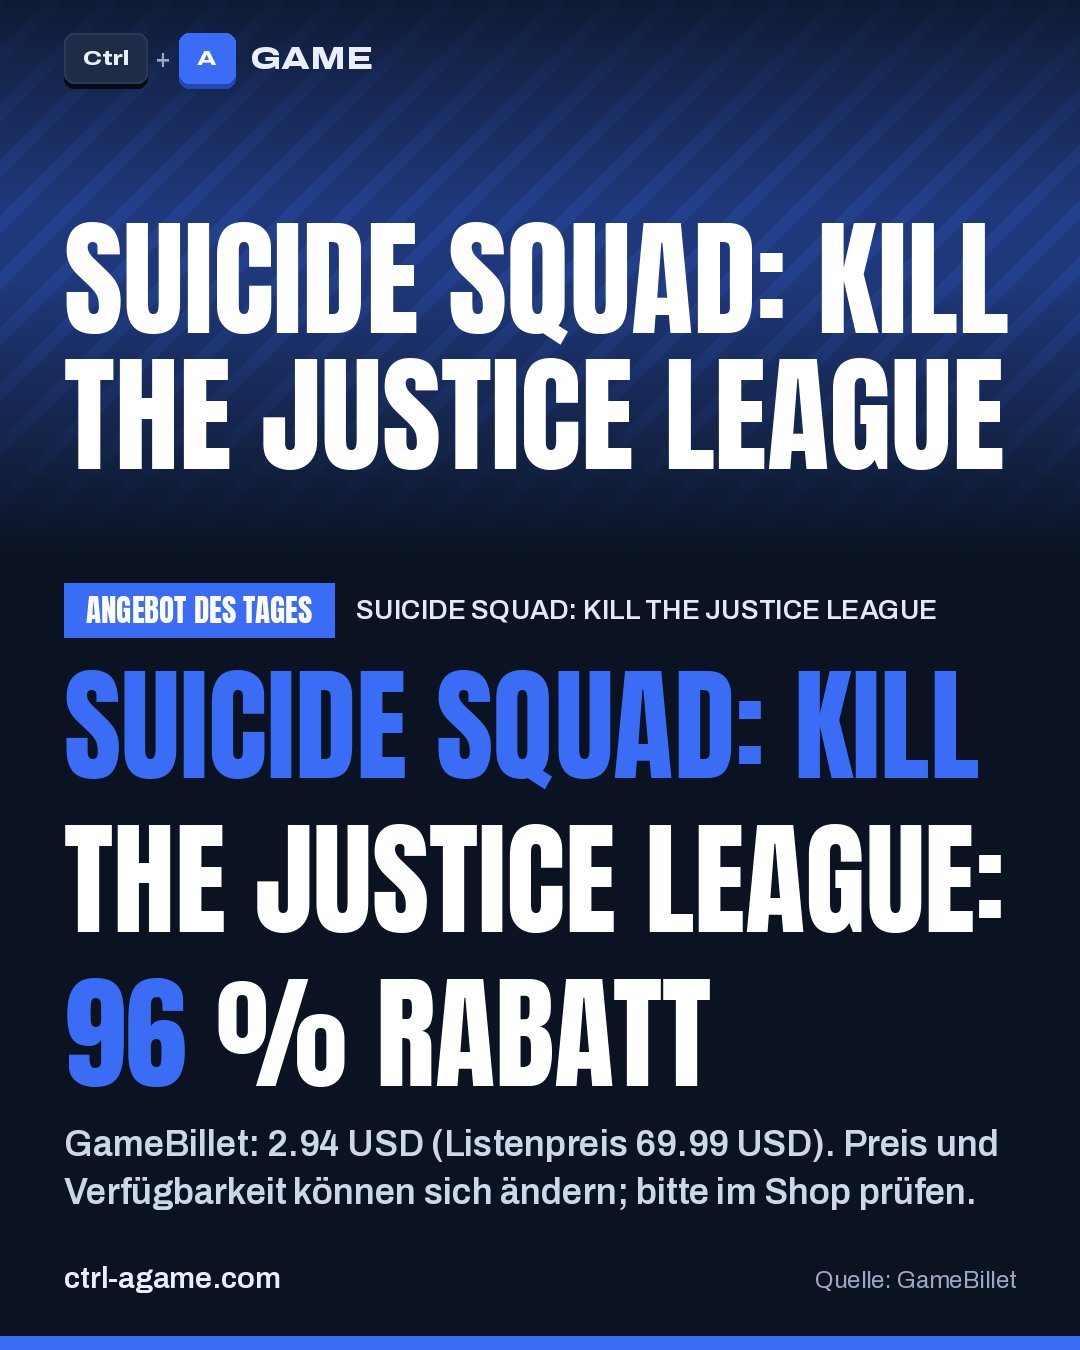 Ctrl + A GAME
SUICIDE SQUAD: KILL
THE JUSTICE LEAGUE
ANGEBOT DES TAGES SUICIDE SQUAD: KILL THE JUSTICE LEAGUE
SUICIDE SQUAD: KILL
THE JUSTICE LEAGUE:
96 % RABATT
GameBillet: 2.94 USD (Listenpreis 69.99 USD). Preis und
Verfügbarkeit können sich ändern; bitte im Shop prüfen.
ctrl-agame.com Quelle: GameBillet